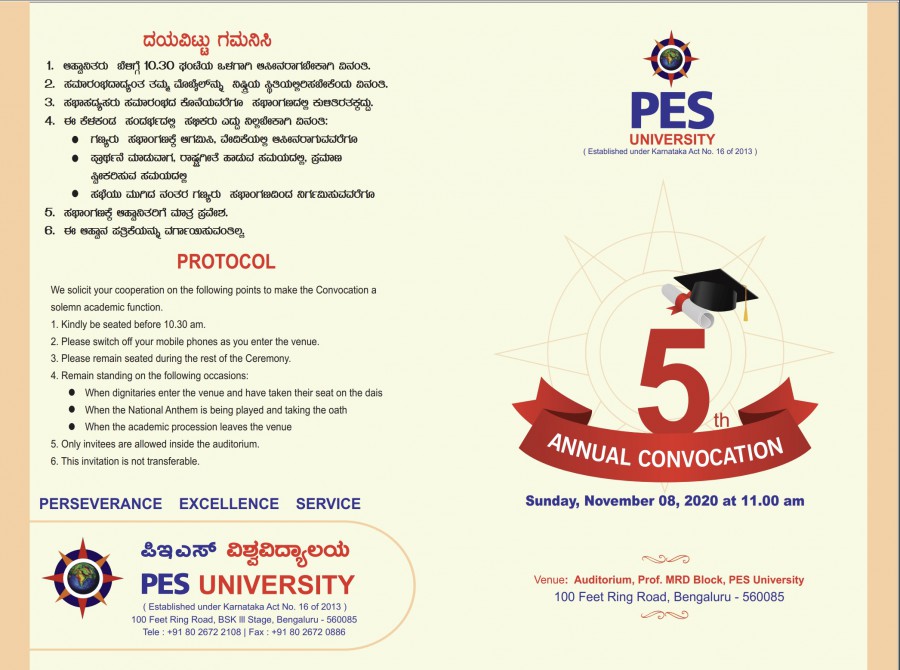 ದಯವಿಟ್ಟು ಗಮನಿಸಿ
1. ಆಹ್ವಾನಿತರು ಬೆಳಗ್ಗೆ 10.30 ಘಂಟೆಯ ಒಳಗಾಗಿ ಆಸೀನರಾಗಬೇಕಾಗಿ ವಿನಂತಿ.
2. ಸಮಾರಂಭದಾದ್ಯಂತ ತಮ್ಮ ಮೊಬೈಲ್‌ನ್ನು ನಿಷ್ಕ್ರಿಯ ಸ್ಥಿತಿಯಲ್ಲಿರಿಸಬೇಕೆಂದು ವಿನಂತಿ.
3. ಸಭಾಸದಸ್ಯರು ಸಮಾರಂಭದ ಕೊನೆಯವರೆಗೂ ಸಭಾಂಗಣದಲ್ಲಿ ಕುಳಿತಿರತಕ್ಕದ್ದು.
4. ಈ ಕೆಳಕಂಡ ಸಂದರ್ಭದಲ್ಲಿ ಸಭಿಕರು ಎದ್ದು ನಿಲ್ಲಬೇಕಾಗಿ ವಿನಂತಿ:
● ಗಣ್ಯರು ಸಭಾಂಗಣಕ್ಕೆ ಆಗಮಿಸಿ, ವೇದಿಕೆಯಲ್ಲಿ ಆಸೀನರಾಗುವವರೆಗೂ
● ಪ್ರಾರ್ಥನೆ ಮಾಡುವಾಗ, ರಾಷ್ಟ್ರಗೀತೆ ಹಾಡುವ ಸಮಯದಲ್ಲಿ, ಪ್ರಮಾಣ
ಸ್ವೀಕರಿಸುವ ಸಮಯದಲ್ಲಿ
● ಸಭೆಯು ಮುಗಿದ ನಂತರ ಗಣ್ಯರು ಸಭಾಂಗಣದಿಂದ ನಿರ್ಗಮಿಸುವವರೆಗೂ
5. ಸಭಾಂಗಣಕ್ಕೆ ಆಹ್ವಾನಿತರಿಗೆ ಮಾತ್ರ ಪ್ರವೇಶ.
6. ಈ ಆಹ್ವಾನ ಪತ್ರಿಕೆಯನ್ನು ವರ್ಗಾಯಿಸುವಂತಿಲ್ಲ.
PROTOCOL
We solicit your cooperation on the following points to make the Convocation a
solemn academic function.
1. Kindly be seated before 10.30 am.
2. Please switch off your mobile phones as you enter the venue.
3. Please remain seated during the rest of the Ceremony.
4. Remain standing on the following occasions:
● When dignitaries enter the venue and have taken their seat on the dais
● When the National Anthem is being played and taking the oath
● When the academic procession leaves the venue
5. Only invitees are allowed inside the auditorium.
6. This invitation is not transferable.
PERSEVERANCE EXCELLENCE SERVICE
ಪಿಇಎಸ್ ವಿಶ್ವವಿದ್ಯಾಲಯ
PES UNIVERSITY
( Established under Karnataka Act No. 16 of 2013 )
100 Feet Ring Road, BSK III Stage, Bengaluru - 560085
Tele : +91 80 2672 2108 | Fax : +91 80 2672 0886
PES
UNIVERSITY
( Established under Karnataka Act No. 16 of 2013 )
5th
ANNUAL CONVOCATION
Sunday, November 08, 2020 at 11.00 am
Venue: Auditorium, Prof. MRD Block, PES University
100 Feet Ring Road, Bengaluru - 560085